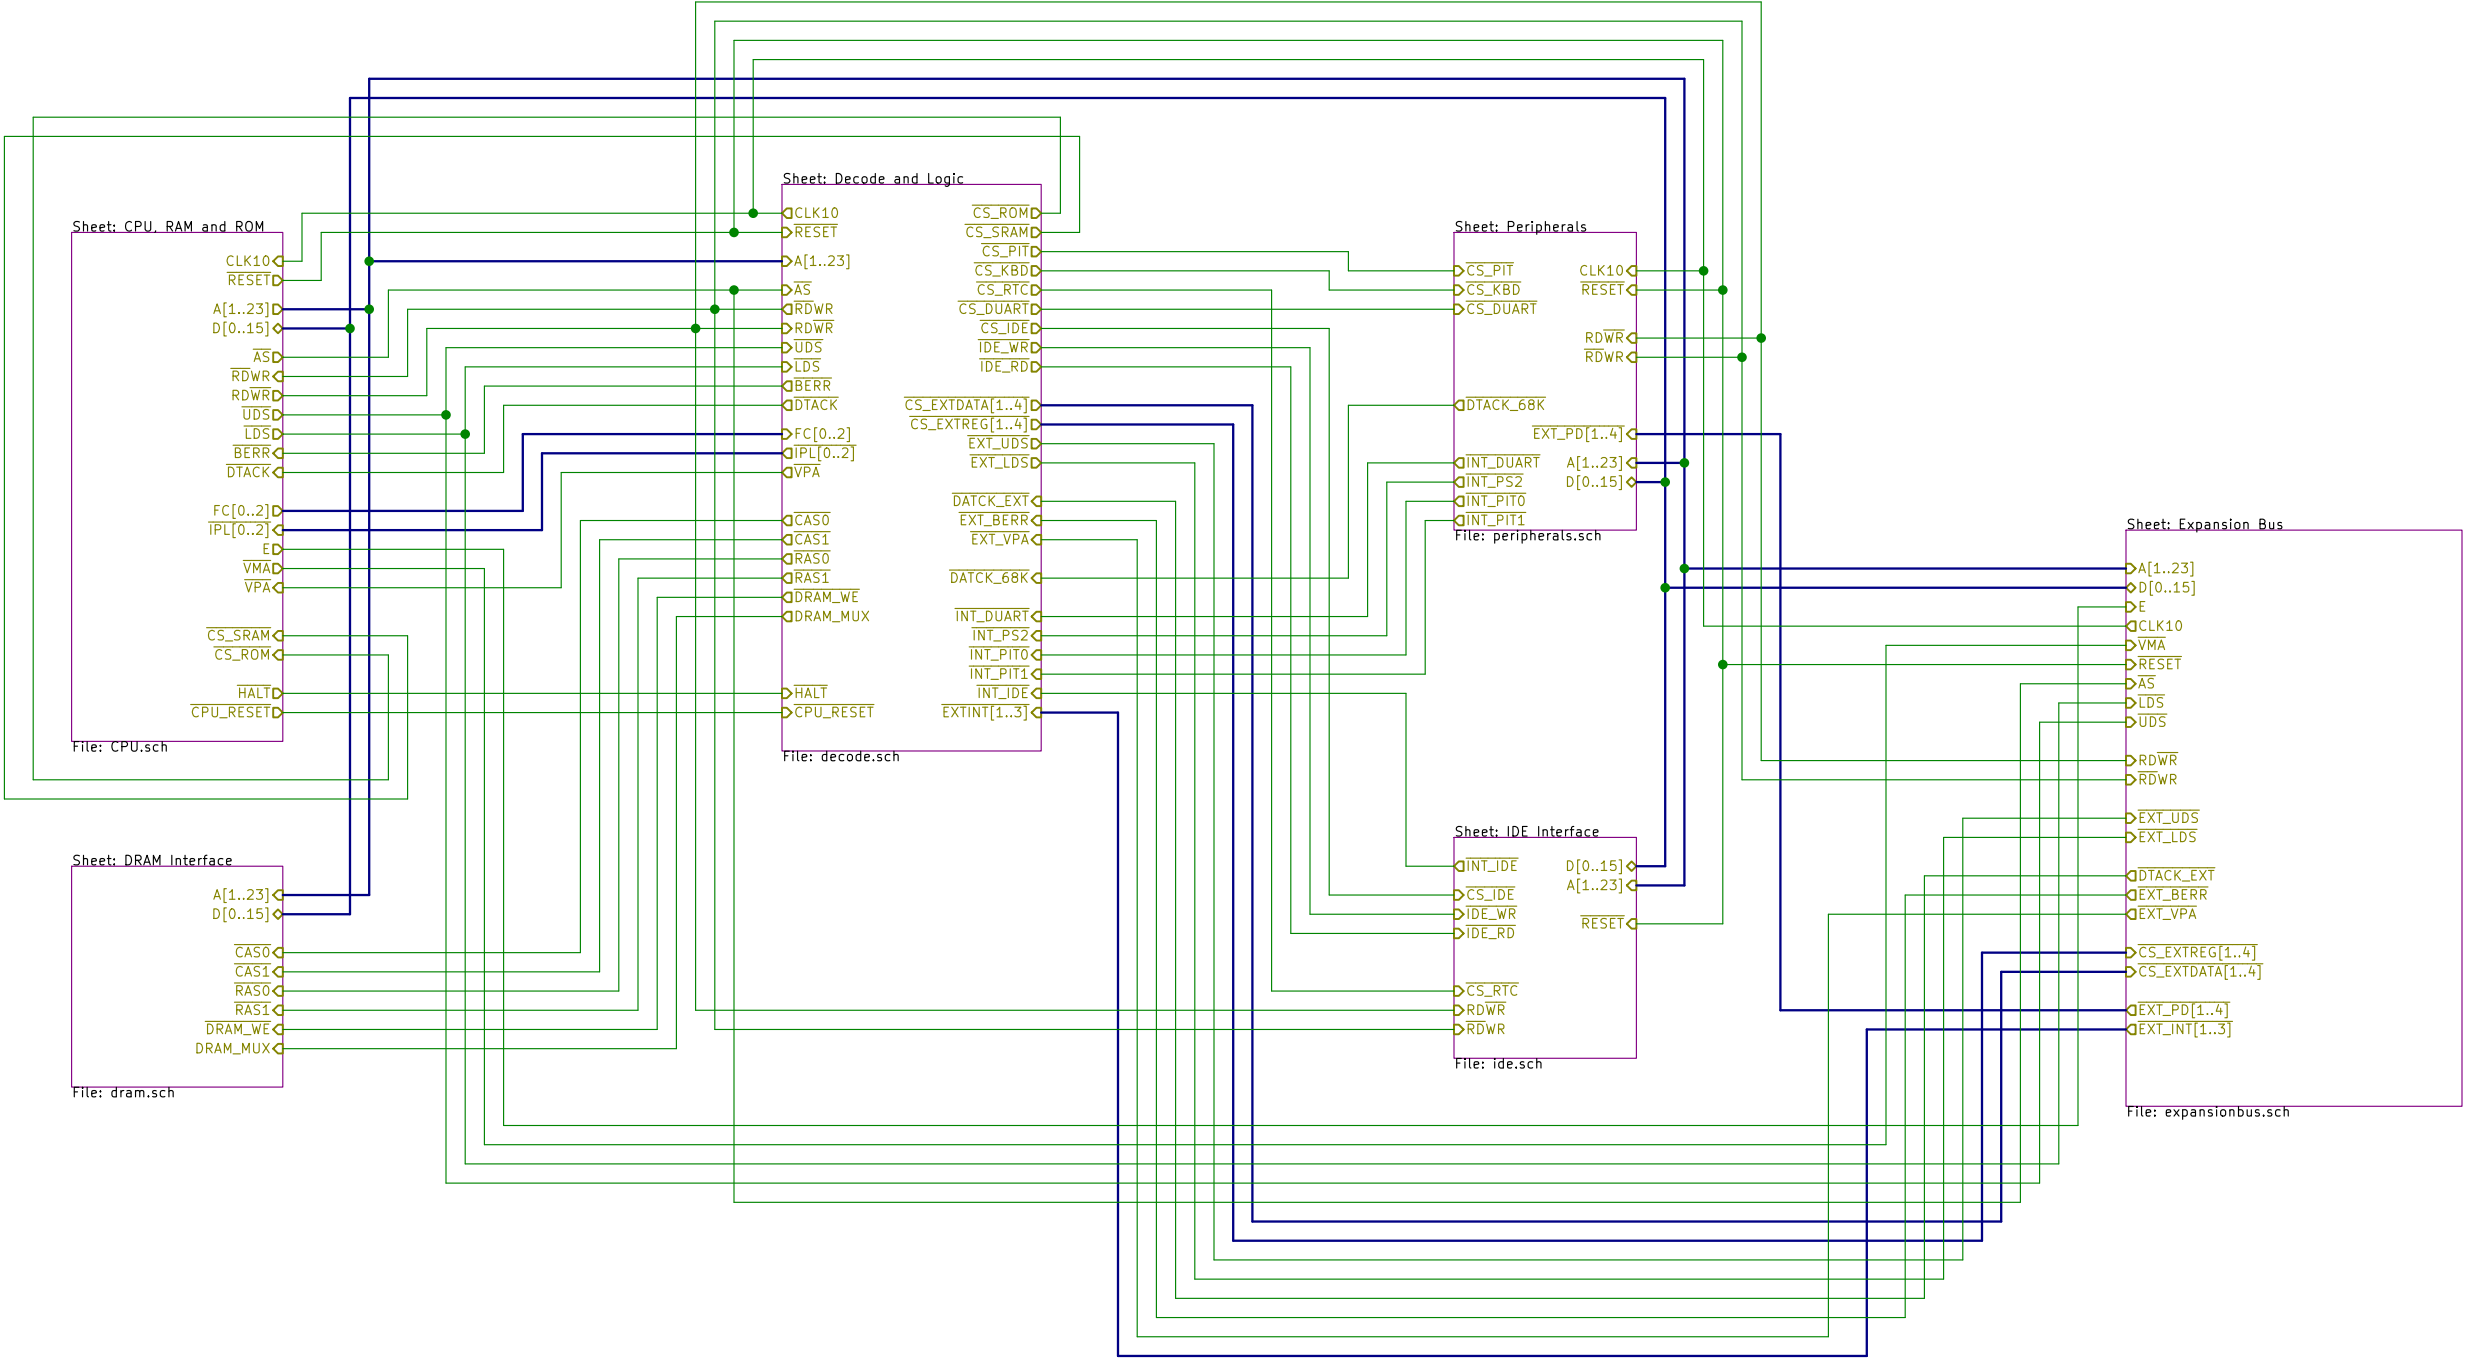 Sheet: CPU, RAM and ROM
CLK10
RESET
A[1..23]
D[0..15]
AS
RDWR
RDWR
UDS
LDS
BERR
DTACK
FC[0..2]
IPL[0..2]
E
VMA
VPA
CS_SRAM
CS_ROM
HALT
CPU_RESET
File: CPU.sch
Sheet: DRAM Interface
A[1..23]
D[0..15]
CAS0
CAS1
RAS0
RAS1
DRAM_WE
DRAM_MUX
File: dram.sch
Sheet: Decode and Logic
CLK10
RESET
A[1..23]
AS
RDWR
RDWR
UDS
LDS
BERR
DTACK
FC[0..2]
IPL[0..2]
VPA
CAS0
CAS1
RAS0
RAS1
DRAM_WE
DRAM_MUX
HALT
CPU_RESET
CS_ROM
CS_SRAM
CS_PIT
CS_KBD
CS_RTC
CS_DUART
CS_IDE
IDE_WR
IDE_RD
CS_EXTDATA[1..4]
CS_EXTREG[1..4]
EXT_UDS
EXT_LDS
DATCK_EXT
EXT_BERR
EXT_VPA
DATCK_68K
INT_DUART
INT_PS2
INT_PIT0
INT_PIT1
INT_IDE
EXTINT[1..3]
File: decode.sch
Sheet: Peripherals
CS_PIT
CS_KBD
CS_DUART
DTACK_68K
INT_DUART
INT_PS2
INT_PIT0
INT_PIT1
CLK10
RESET
RDWR
RDWR
EXT_PD[1..4]
A[1..23]
D[0..15]
File: peripherals.sch
Sheet: IDE Interface
INT_IDE
CS_IDE
IDE_WR
IDE_RD
CS_RTC
RDWR
RDWR
D[0..15]
A[1..23]
RESET
File: ide.sch
Sheet: Expansion Bus
A[1..23]
D[0..15]
E
CLK10
VMA
RESET
AS
LDS
UDS
RDWR
RDWR
EXT_UDS
EXT_LDS
DTACK_EXT
EXT_BERR
EXT_VPA
CS_EXTREG[1..4]
CS_EXTDATA[1..4]
EXT_PD[1..4]
EXT_INT[1..3]
File: expansionbus.sch